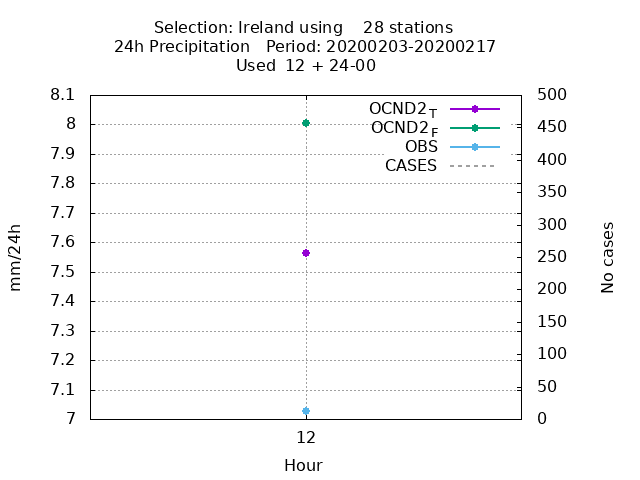 Selection: Ireland using    28 stations
24h Precipitation   Period: 20200203-20200217
Used  12 + 24-00
8.1
8
7.9
7.8
7.7
7.6
7.5
7.4
7.3
7.2
7.1
7
mm/24h
OCND2T
OCND2F
OBS
CASES
500
450
400
350
300
250
200
150
100
50
0
No cases
12
Hour